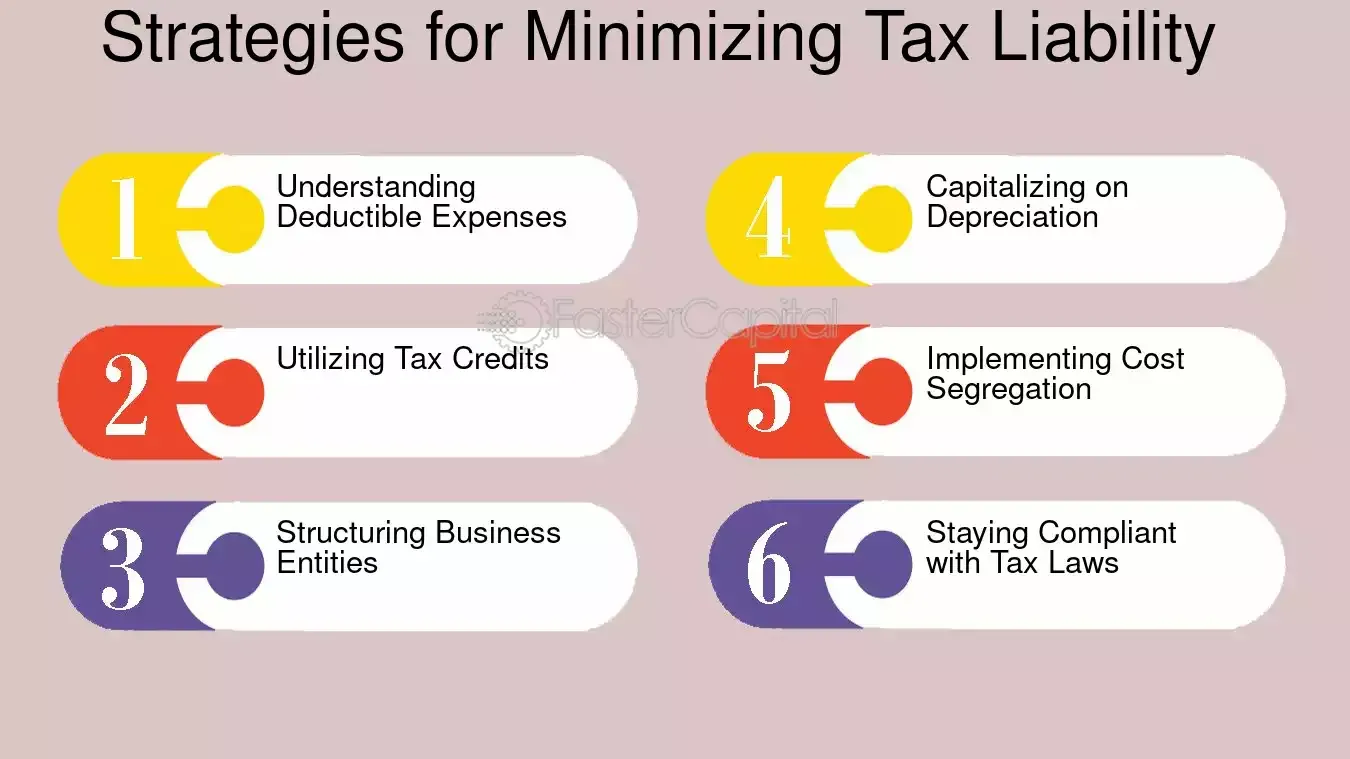 Strategies for Minimizing Tax Liability
1
Understanding
Deductible Expenses
2
Utilizing Tax Credits
3
Structuring Business
Entities
4
Capitalizing on
Depreciation
5
Implementing Cost
Segregation
6
Staying Compliant
with Tax Laws
FasterCapital